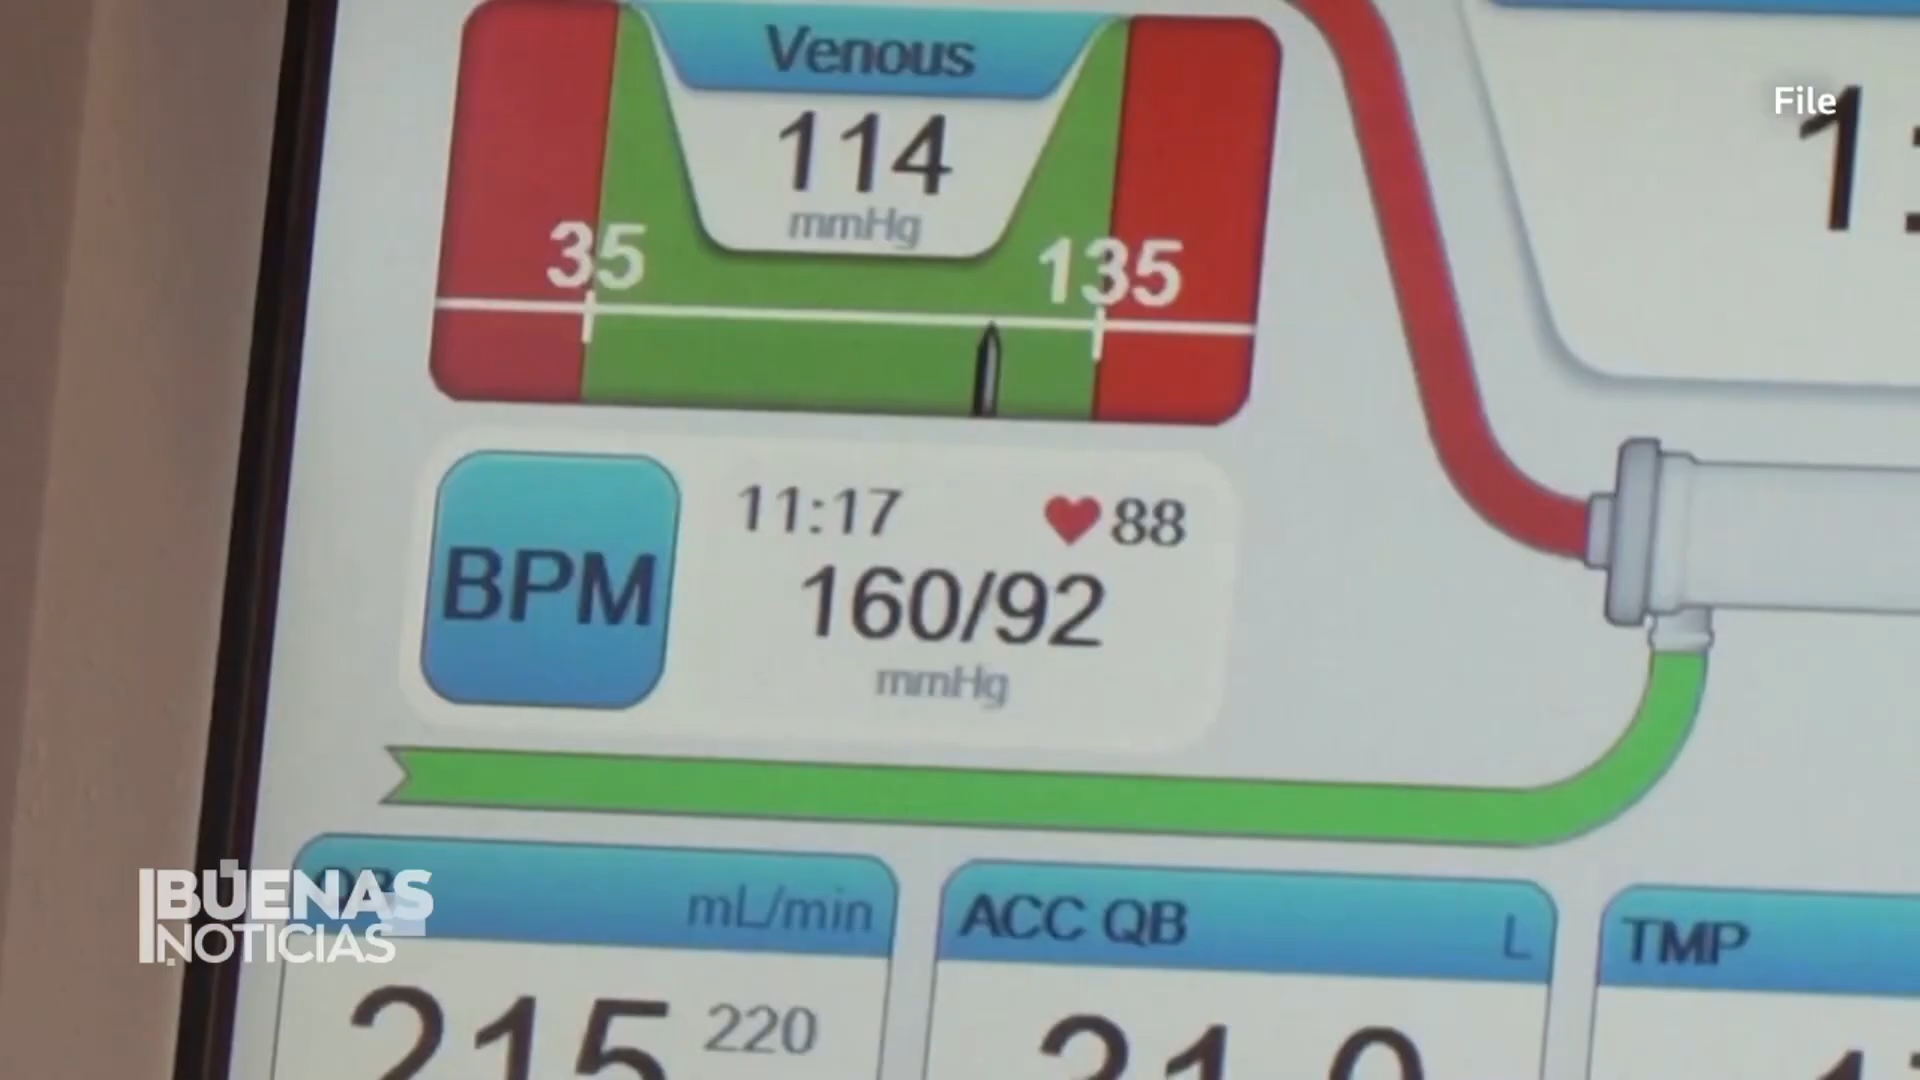 Venous
114
mmHg
35
135
File
BPM
11:17
88
160/92
mmHg
BUENAS
NOTICIAS
mL/min
ACC QB
L
TMP
215
220